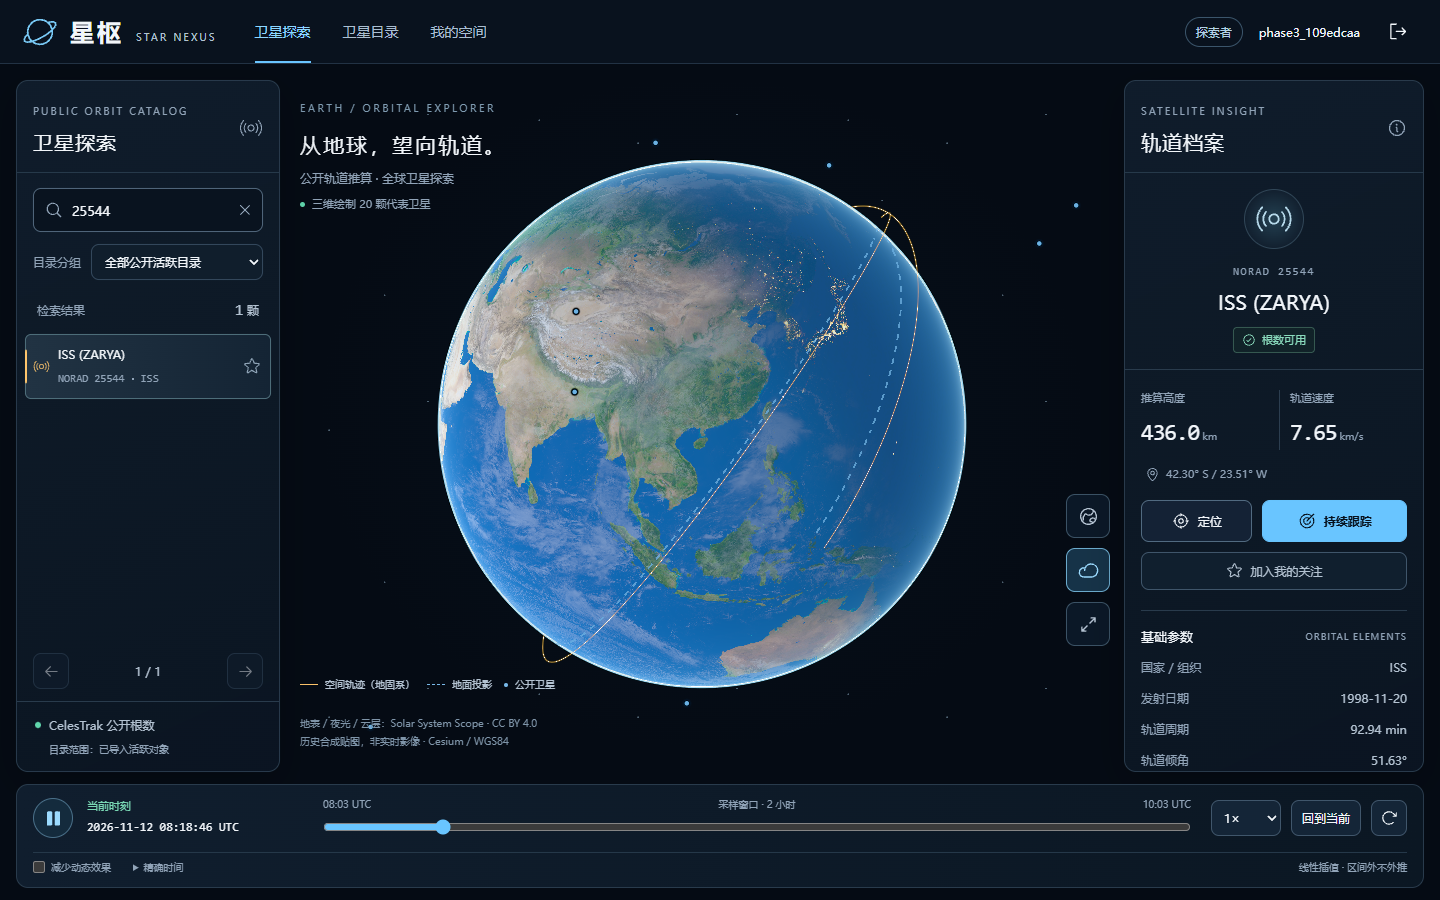 星枢 STAR NEXUS
卫星探索 卫星目录 我的空间
探索者 phase3_109edcaa
PUBLIC ORBIT CATALOG
卫星探索
25544
目录分组 全部公开活跃目录
检索结果 1 颗
ISS (ZARYA)
NORAD 25544 · ISS
1 / 1
CelesTrak 公开根数
目录范围：已导入活跃对象
EARTH / ORBITAL EXPLORER
从地球，望向轨道。
公开轨道推算 · 全球卫星探索
三维绘制 20 颗代表卫星
空间轨迹（地固系） 地面投影 公开卫星
地表 / 夜光 / 云层：Solar System Scope · CC BY 4.0
历史合成贴图，非实时影像 · Cesium / WGS84
SATELLITE INSIGHT
轨道档案
NORAD 25544
ISS (ZARYA)
根数可用
推算高度 轨道速度
436.0 km 7.65 km/s
42.30° S / 23.51° W
定位 持续跟踪
加入我的关注
基础参数 ORBITAL ELEMENTS
国家 / 组织 ISS
发射日期 1998-11-20
轨道周期 92.94 min
轨道倾角 51.63°
当前时刻
2026-11-12 08:18:46 UTC
08:03 UTC 采样窗口 · 2 小时 10:03 UTC
1× 回到当前
减少动态效果 精确时间
线性插值 · 区间外不外推